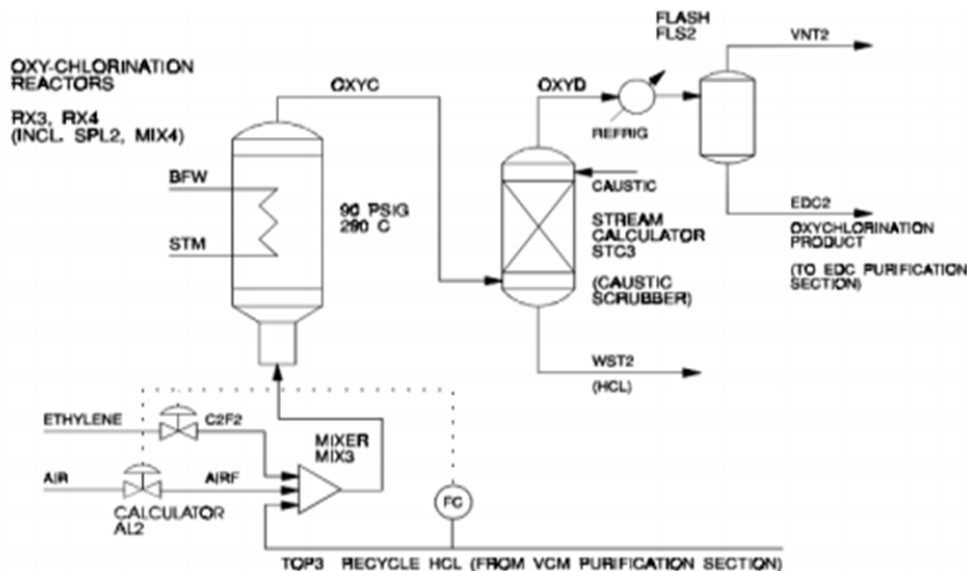 OXY-CHLORINATION
REACTORS
RX3, RX4
(INCL. SPL2, MIX4)
BFW
STM
OXYC
90 PSIG
290 C
OXYD
REFRIG
FLASH
FLS2
VNT2
CAUSTIC
STREAM
CALCULATOR
STC3
(CAUSTIC
SCRUBBER)
EDC2
OXYCHLORINATION
PRODUCT
(TO EDC PURIFICATION
SECTION)
WST2
(HCL)
ETHYLENE
C2F2
MIXER
MIX3
AIR
AIRF
CALCULATOR
AL2
FC
TOP3 RECYCLE HCL (FROM VCM PURIFICATION SECTION)